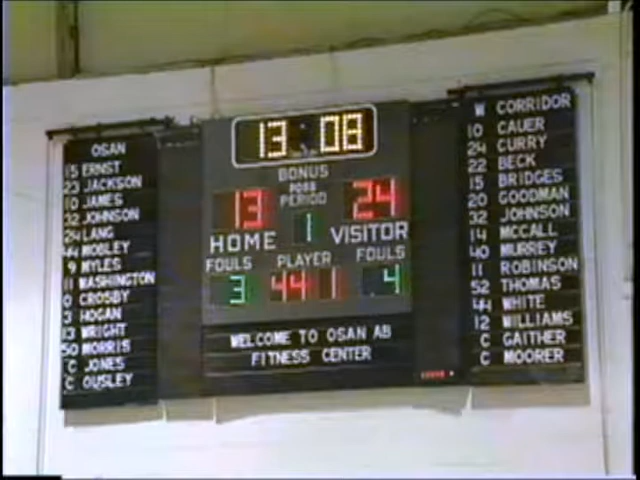 OSAN
15 ERNST
23 JACKSON
10 JAMES
32 JOHNSON
24 LANG
44 MOBLEY
9 MYLES
11 WASHINGTON
0 CROSBY
3 HOGAN
13 WRIGHT
50 MORRIS
C JONES
C OUSLEY
13:08
BONUS
POSS
PERIOD
13 1 24
HOME VISITOR
FOULS PLAYER FOULS
3 44 1 4
WELCOME TO OSAN AB
FITNESS CENTER
W CORRIDOR
10 CAUER
24 CURRY
22 BECK
15 BRIDGES
20 GOODMAN
32 JOHNSON
14 MCCALL
40 MURREY
11 ROBINSON
52 THOMAS
44 WHITE
12 WILLIAMS
C GAITHER
C MOORER